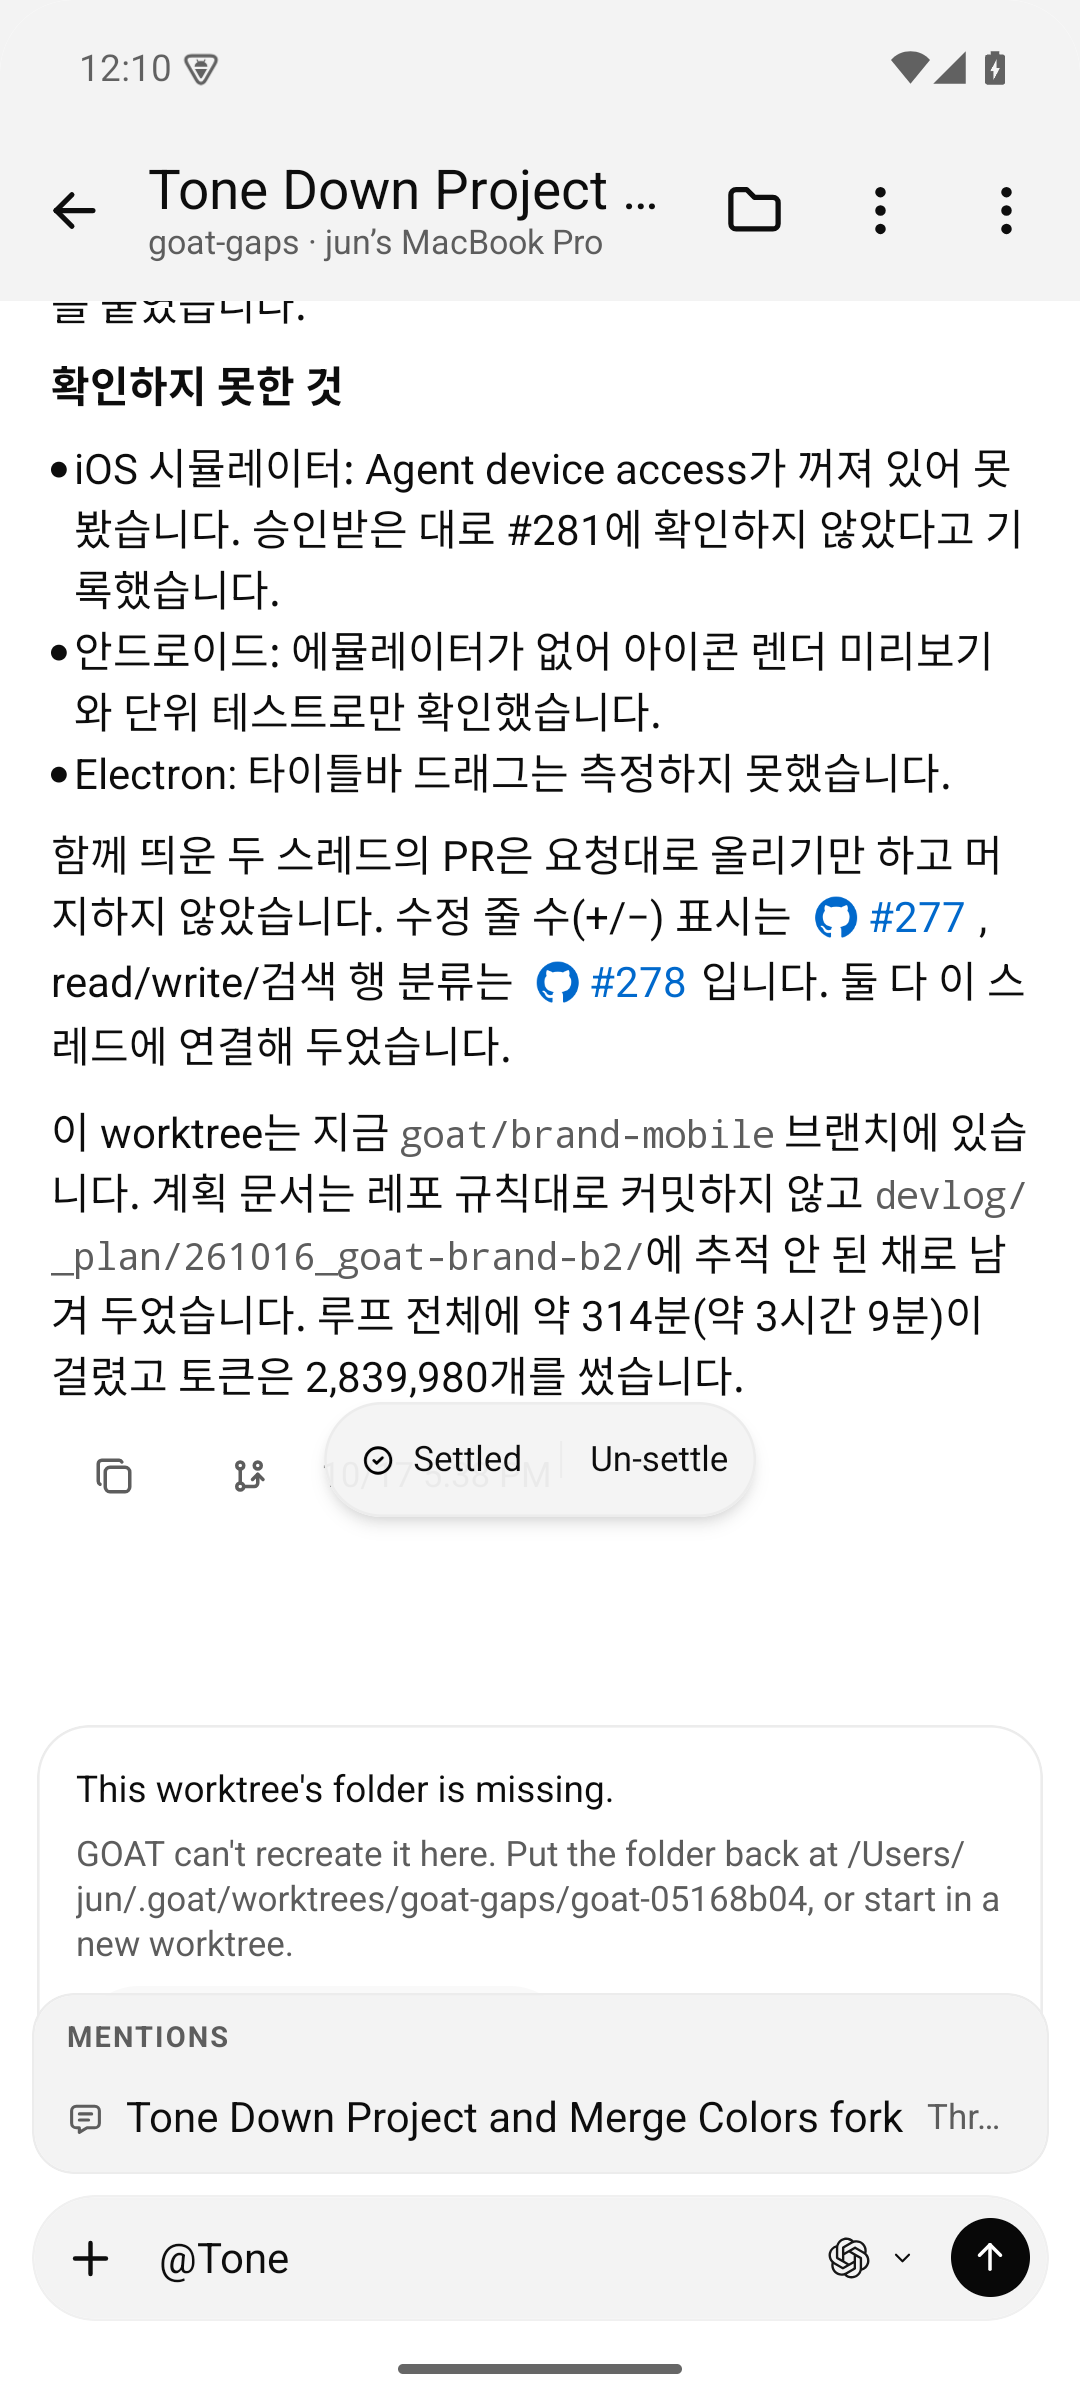 12:10
Tone Down Project ...
goat-gaps · jun’s MacBook Pro
를 붙였습니다.
확인하지 못한 것
•iOS 시뮬레이터: Agent device access가 꺼져 있어 못
봤습니다. 승인받은 대로 #281에 확인하지 않았다고 기
록했습니다.
•안드로이드: 에뮬레이터가 없어 아이콘 렌더 미리보기
와 단위 테스트로만 확인했습니다.
•Electron: 타이틀바 드래그는 측정하지 못했습니다.
함께 띄운 두 스레드의 PR은 요청대로 올리기만 하고 머
지하지 않았습니다. 수정 줄 수(+/−) 표시는 #277 ,
read/write/검색 행 분류는 #278 입니다. 둘 다 이 스
레드에 연결해 두었습니다.
이 worktree는 지금 goat/brand-mobile 브랜치에 있습
니다. 계획 문서는 레포 규칙대로 커밋하지 않고 devlog/
_plan/261016_goat-brand-b2/에 추적 안 된 채로 남
겨 두었습니다. 루프 전체에 약 314분(약 3시간 9분)이
걸렸고 토큰은 2,839,980개를 썼습니다.
10/17 5:38 PM
Settled Un-settle
This worktree's folder is missing.
GOAT can't recreate it here. Put the folder back at /Users/
jun/.goat/worktrees/goat-gaps/goat-05168b04, or start in a
new worktree.
MENTIONS
Tone Down Project and Merge Colors fork Thr...
@Tone